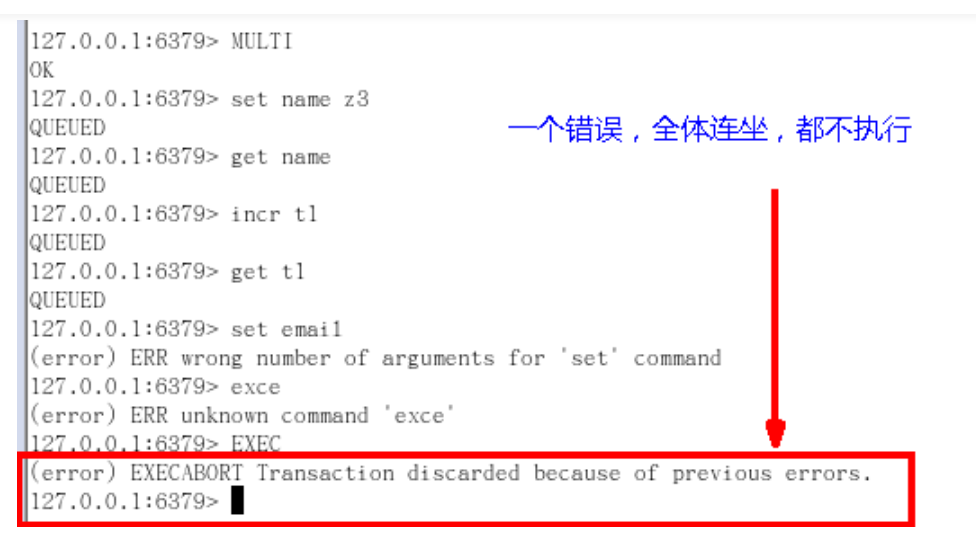 127.0.0.1:6379> MULTI
OK
127.0.0.1:6379> set name z3
QUEUED
一个错误，全体连坐，都不执行
127.0.0.1:6379> get name
QUEUED
127.0.0.1:6379> incr t1
QUEUED
127.0.0.1:6379> get t1
QUEUED
127.0.0.1:6379> set email
(error) ERR wrong number of arguments for 'set' command
127.0.0.1:6379> exce
(error) ERR unknown command 'exce'
127.0.0.1:6379> EXEC
(error) EXECABORT Transaction discarded because of previous errors.
127.0.0.1:6379>